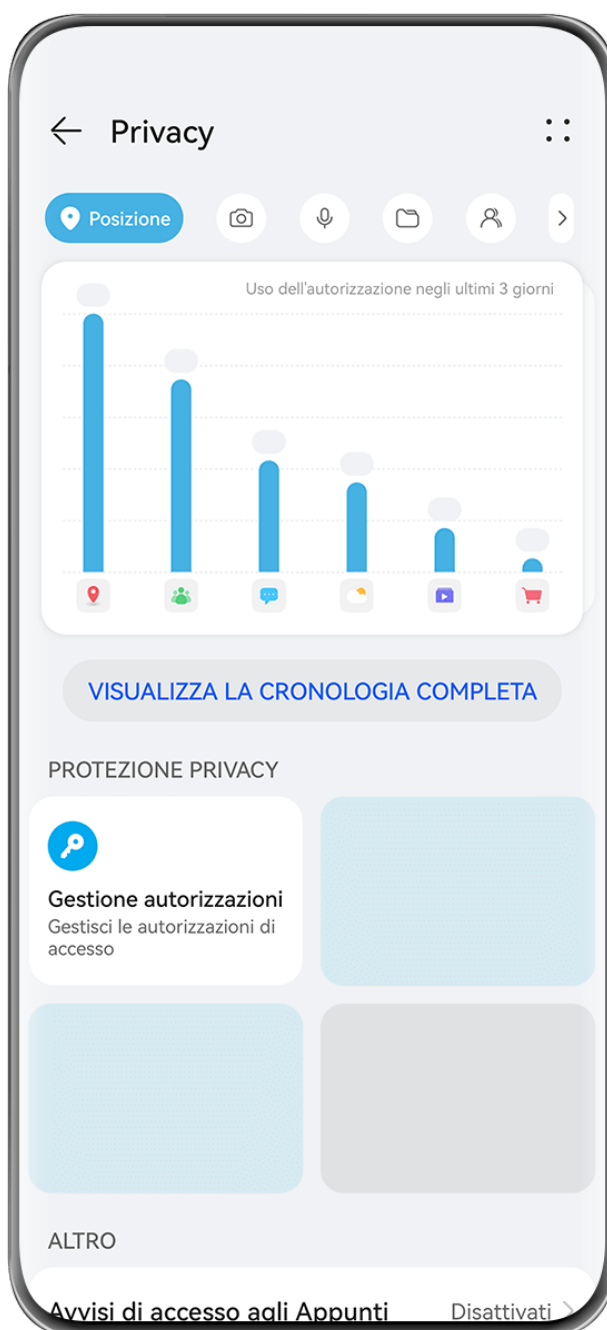 Privacy
Posizione
Uso dell'autorizzazione negli ultimi 3 giorni
VISUALIZZA LA CRONOLOGIA COMPLETA
PROTEZIONE PRIVACY
Gestione autorizzazioni
Gestisci le autorizzazioni di
accesso
ALTRO
Avvisi di accesso agli Appunti Disattivati